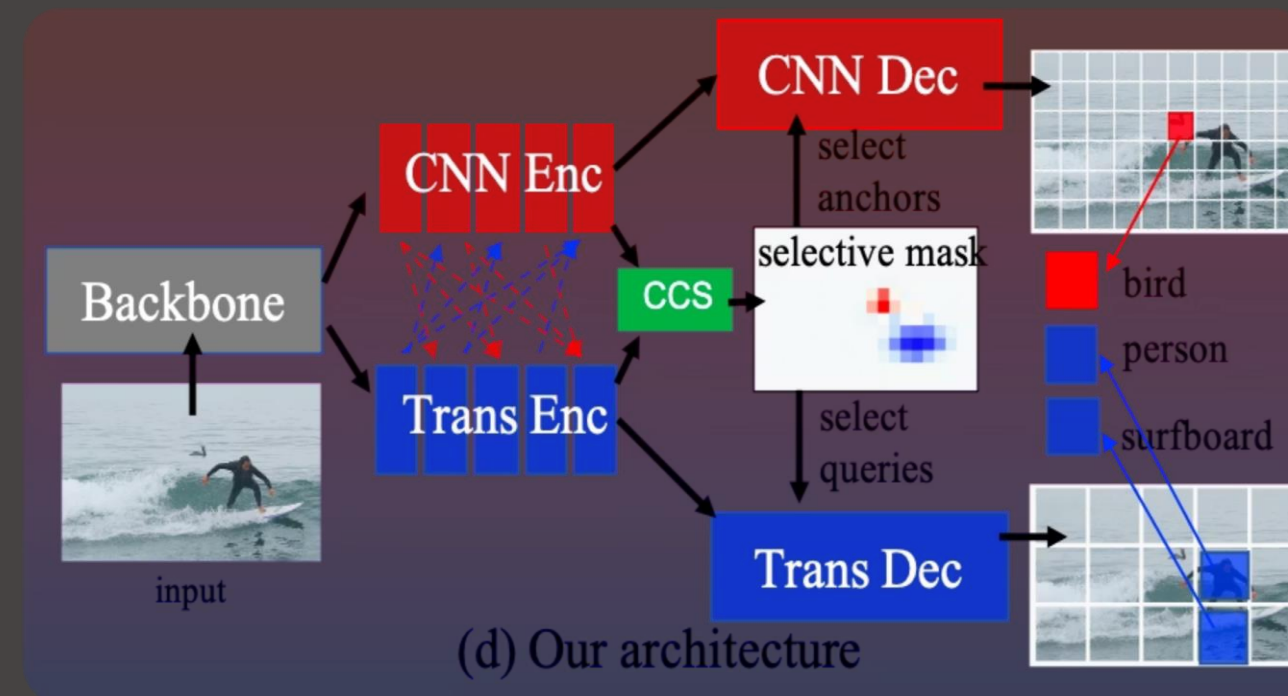 CNN Dec
select
anchors
CNN Enc
selective mask
CCS
Backbone
bird
person
surfboard
Trans Enc
select
queries
Trans Dec
input
(d) Our architecture